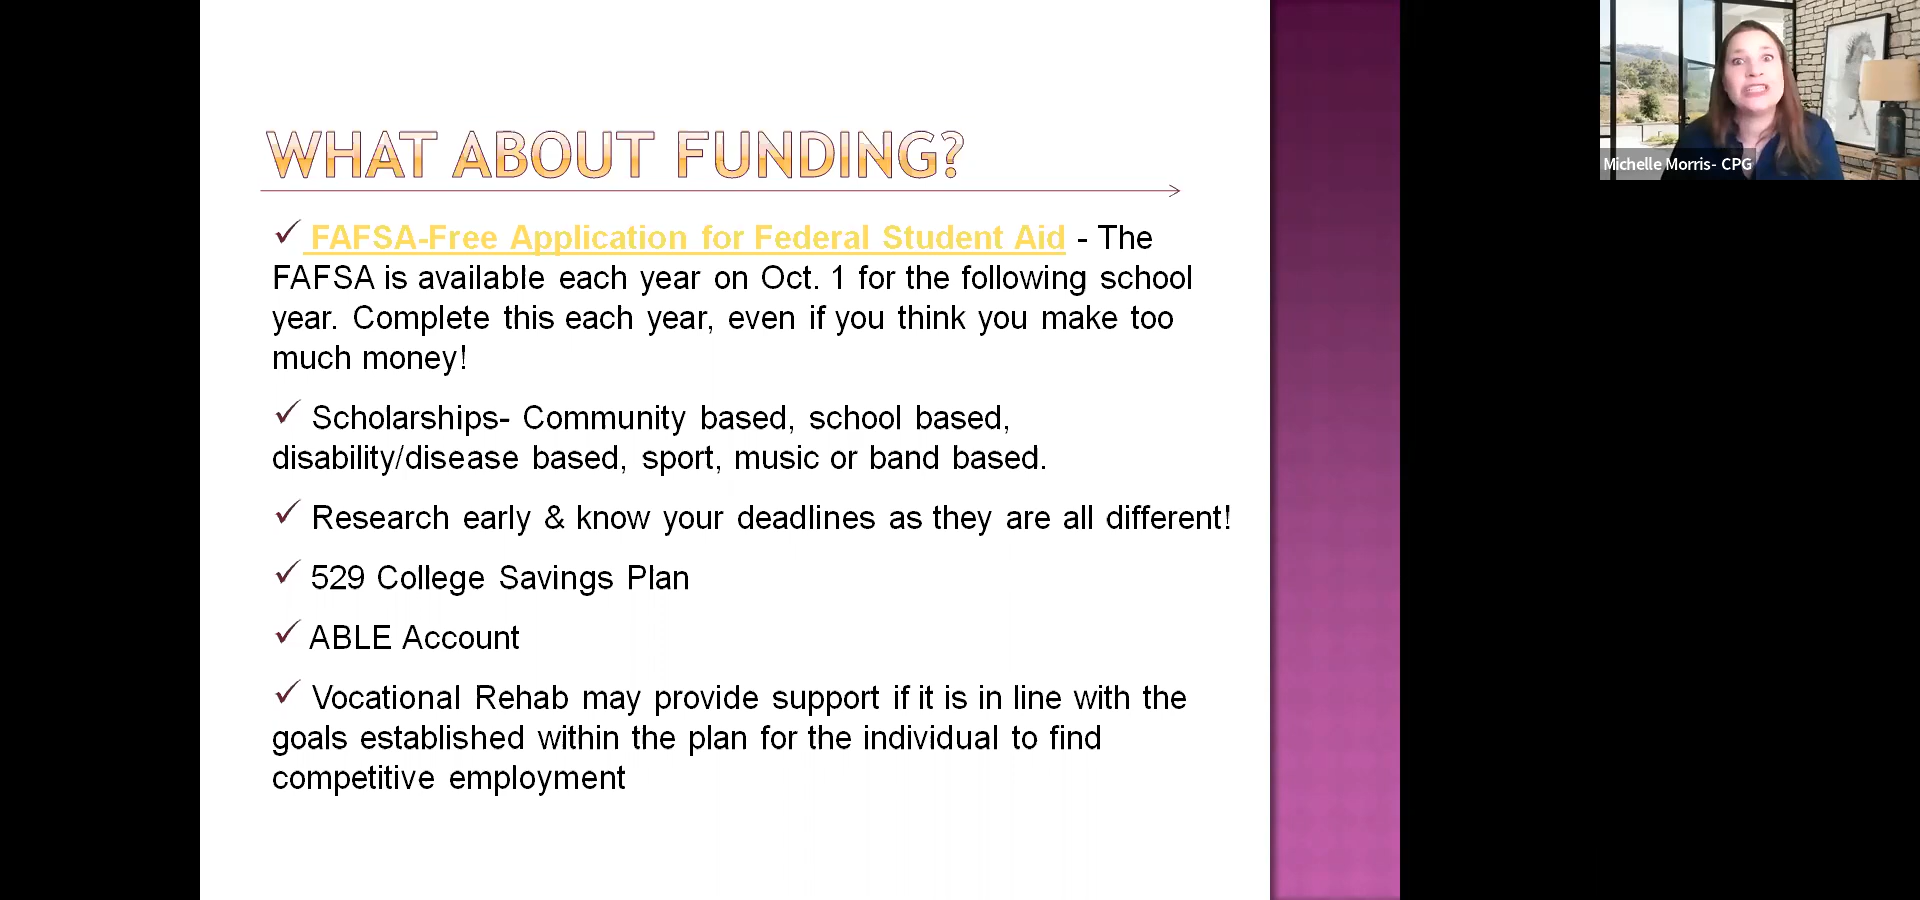 WHAT ABOUT FUNDING?
✓ FAFSA-Free Application for Federal Student Aid - The
FAFSA is available each year on Oct. 1 for the following school
year. Complete this each year, even if you think you make too
much money!
✓ Scholarships- Community based, school based,
disability/disease based, sport, music or band based.
✓ Research early & know your deadlines as they are all different!
✓ 529 College Savings Plan
✓ ABLE Account
✓ Vocational Rehab may provide support if it is in line with the
goals established within the plan for the individual to find
competitive employment
Michelle Morris- CPG